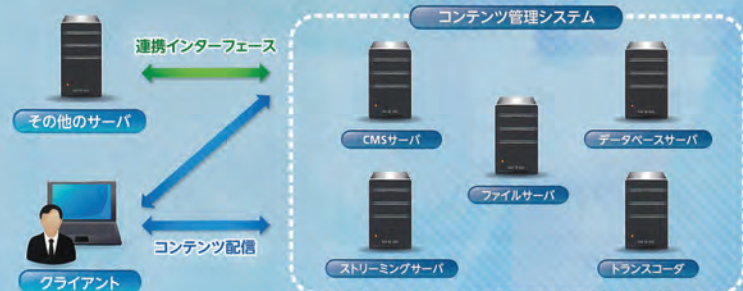 コンテンツ管理システム
連携インターフェース
その他のサーバ
CMSサーバ
データベースサーバ
ファイルサーバ
コンテンツ配信
ストリーミングサーバ
トランスコーダ
クライアント